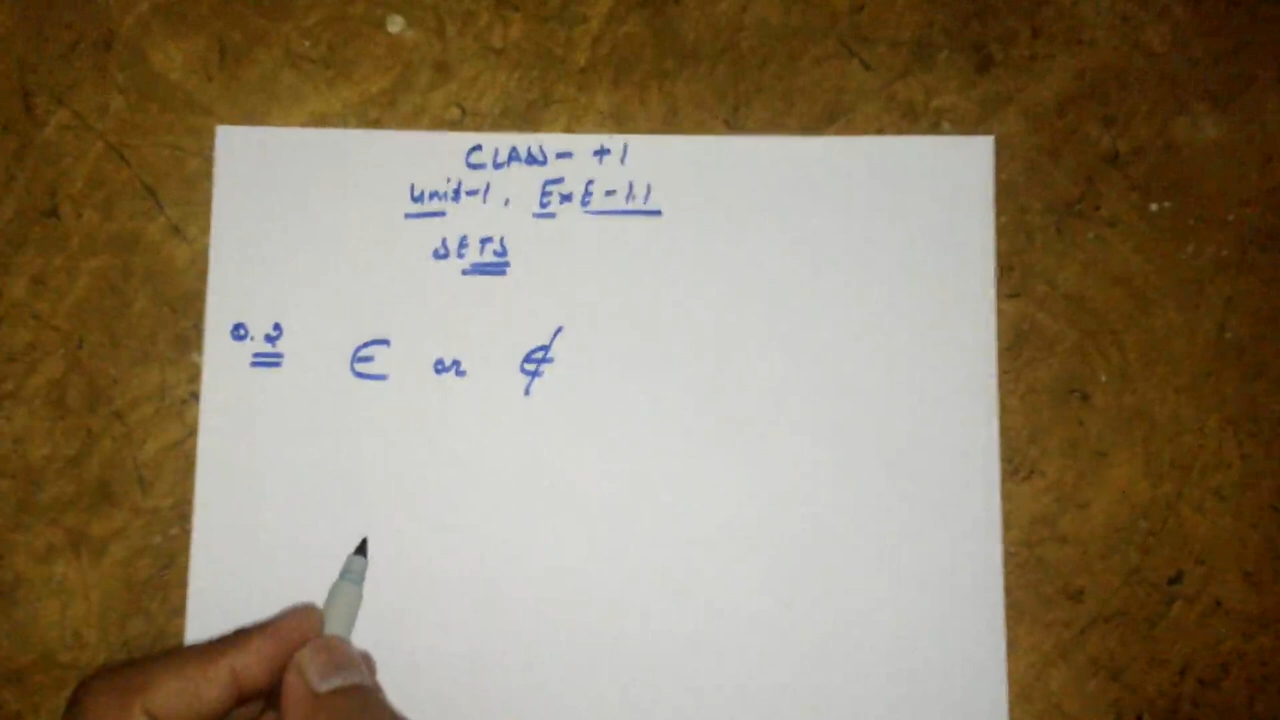 CLASS - +1
Unit-1, EXE-1.1
SETS
Q.2 ∈ or ∉